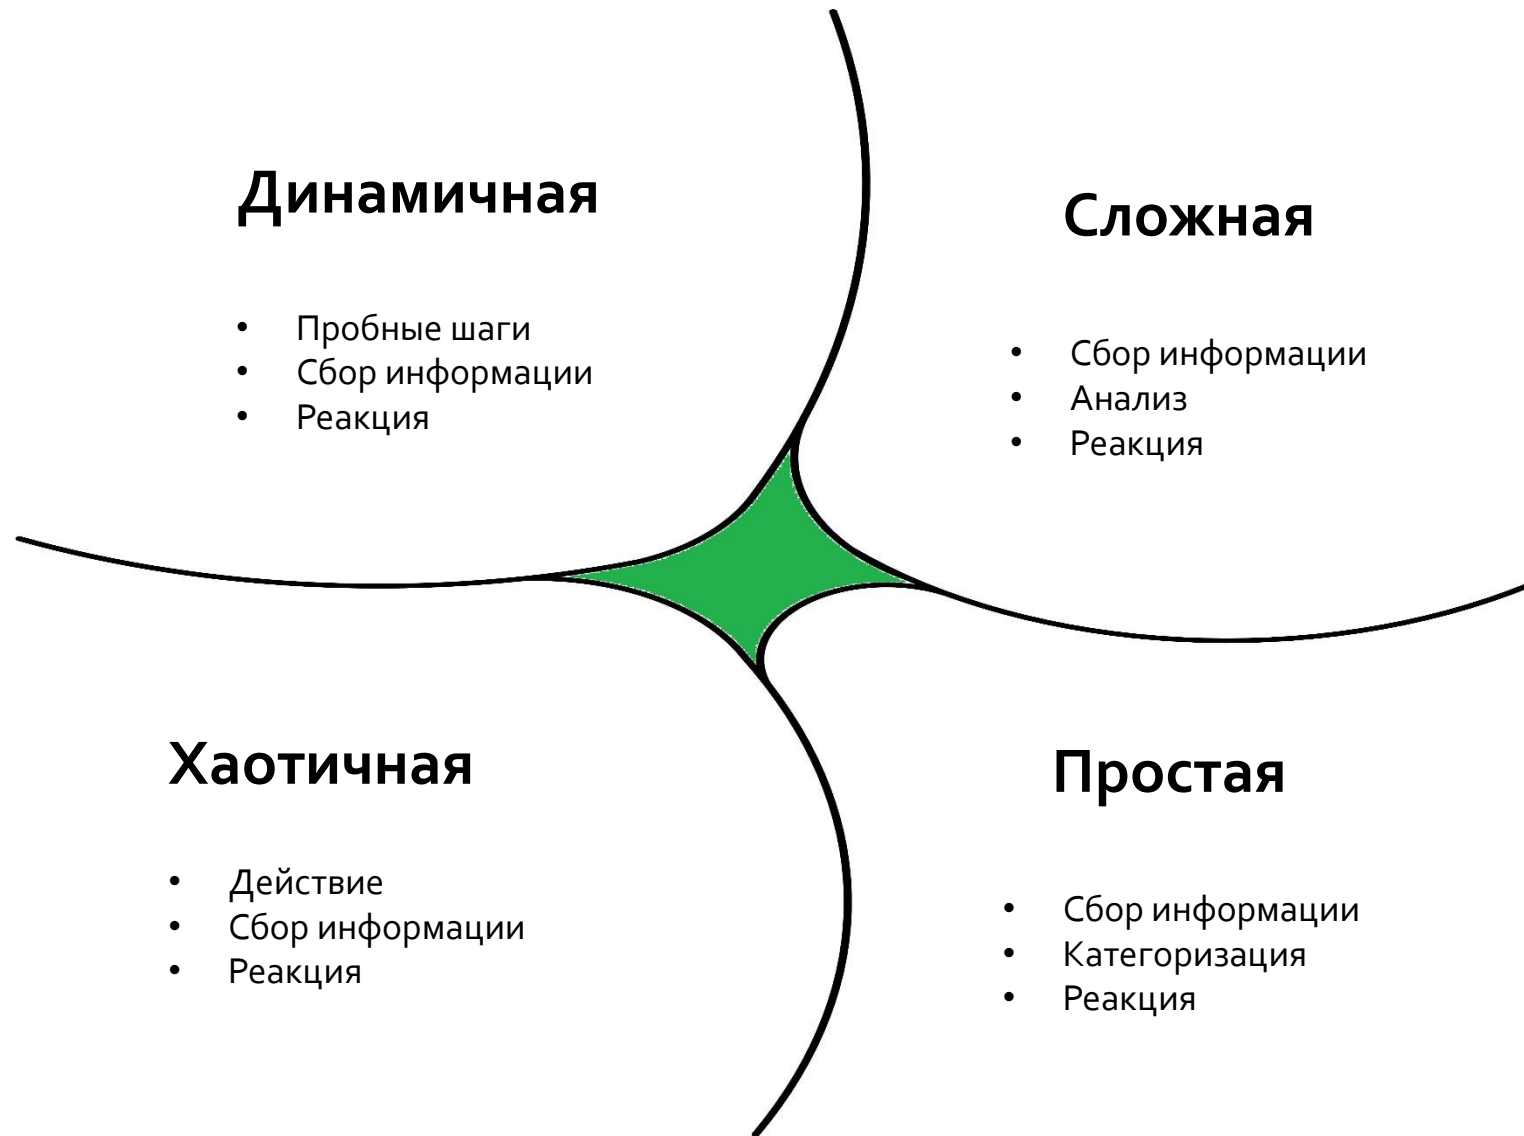 Динамичная
• Пробные шаги
• Сбор информации
• Реакция
Сложная
• Сбор информации
• Анализ
• Реакция
Хаотичная
• Действие
• Сбор информации
• Реакция
Простая
• Сбор информации
• Категоризация
• Реакция